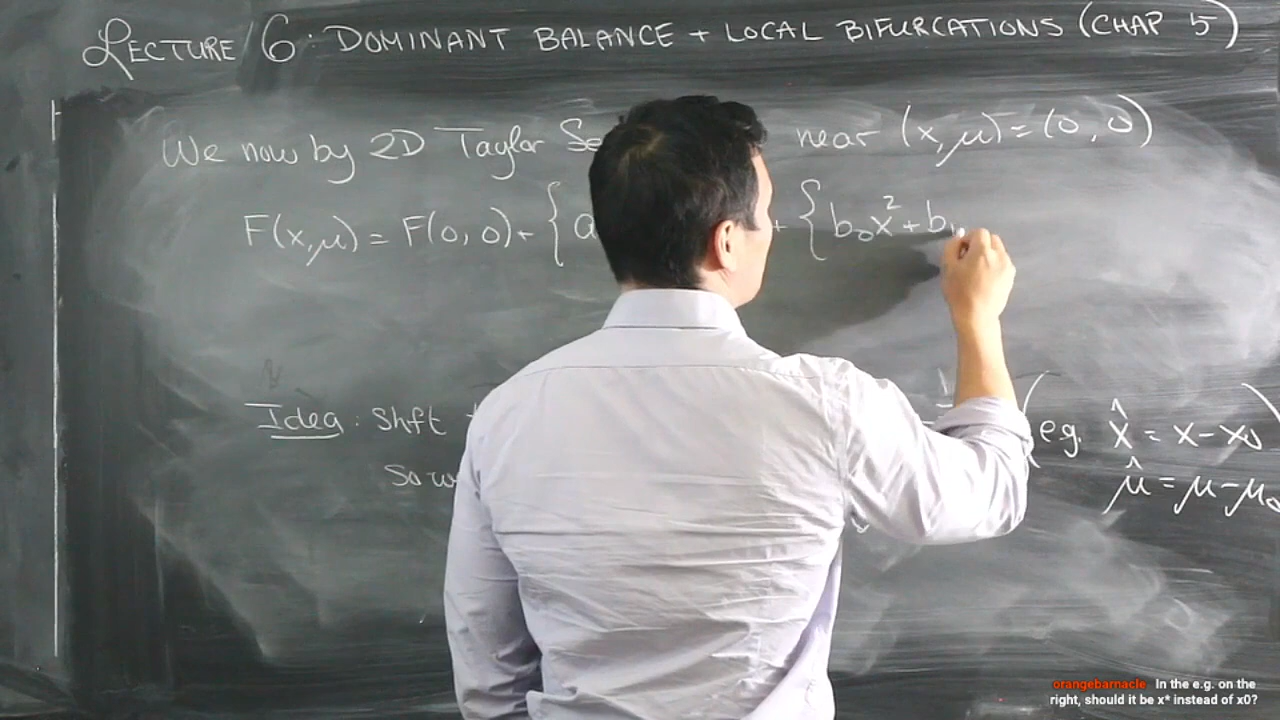 LECTURE 6: DOMINANT BALANCE + LOCAL BIFURCATIONS (CHAP 5)
We now by 2D Taylor Se near (x,μ)=(0,0)
F(x,μ) = F(0,0)+ {a + {b₀x²+b₁
Idea: Shft (e.g. x̂ = x-x₀)
So w μ̂ = μ-μ₀
orangebarnacle In the e.g. on the
right, should it be x* instead of x0?